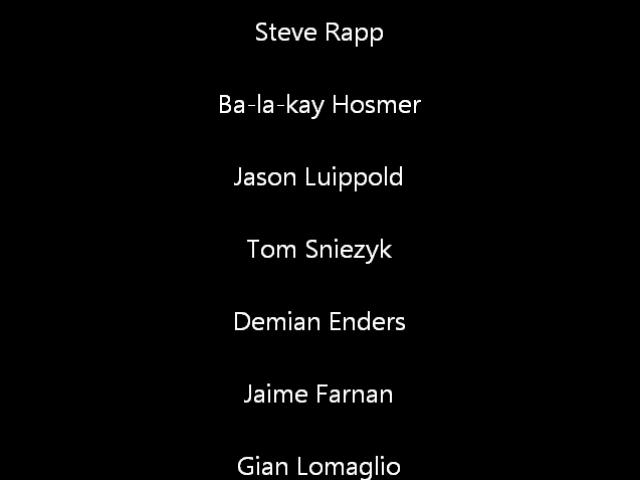 Steve Rapp
Ba-la-kay Hosmer
Jason Luippold
Tom Sniezyk
Demian Enders
Jaime Farnan
Gian Lomaglio